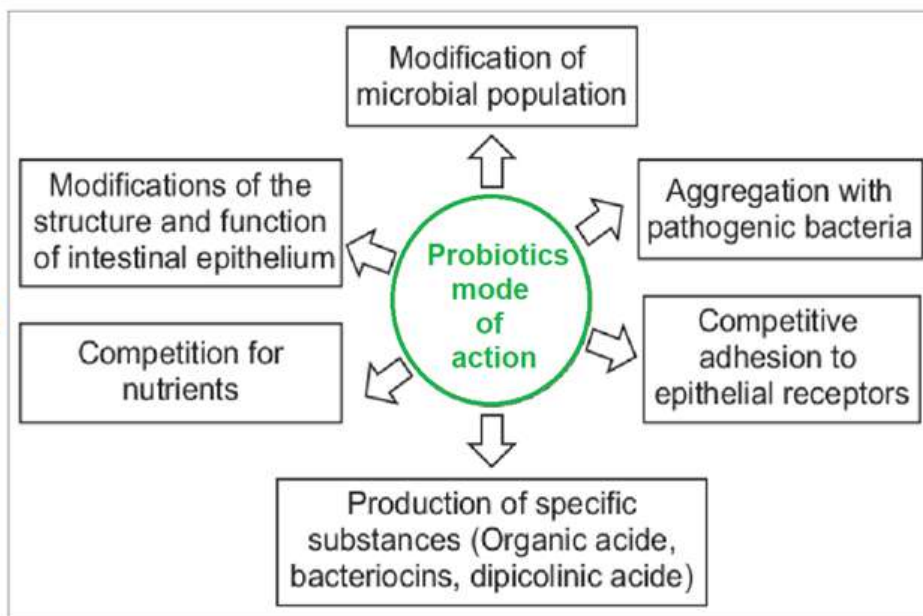 Modification of
microbial population
Modifications of the
structure and function
of intestinal epithelium
Aggregation with
pathogenic bacteria
Probiotics
mode
of
action
Competition for
nutrients
Competitive
adhesion to
epithelial receptors
Production of specific
substances (Organic acide,
bacteriocins, dipicolinic acide)